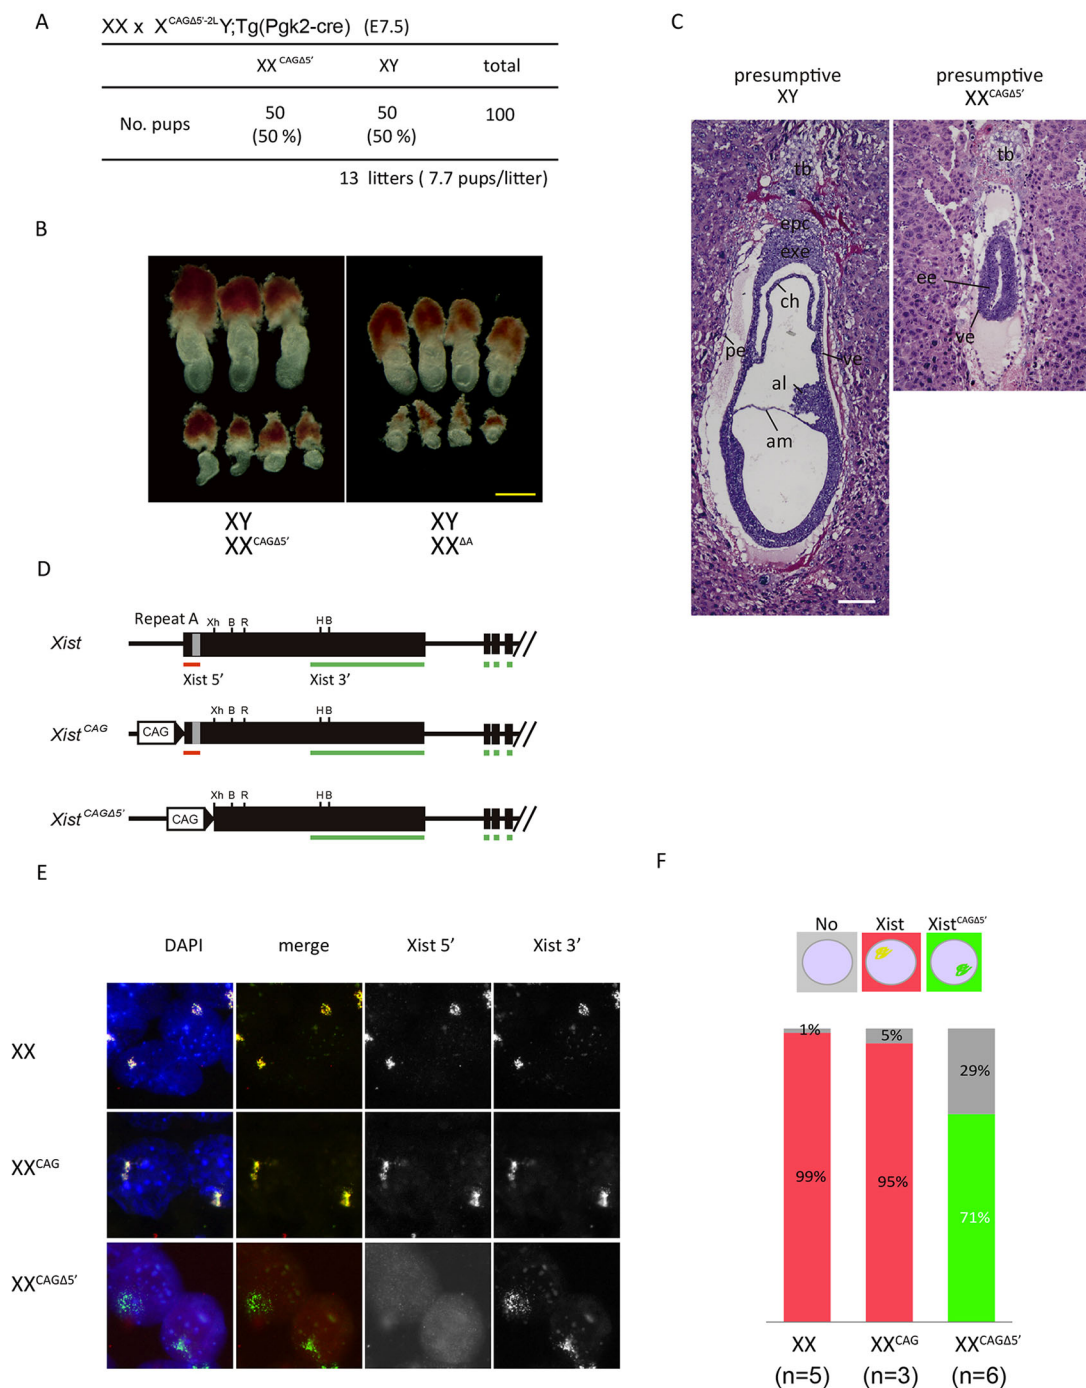 A
XX x X^CAGΔ5'-2L Y;Tg(Pgk2-cre) (E7.5)
XX^CAGΔ5' XY total
No. pups 50 50 100
(50 %) (50 %)
13 litters ( 7.7 pups/litter)
B
XY XY
XX^CAGΔ5' XX^ΔA
C
presumptive presumptive
XY XX^CAGΔ5'
tb
epc
exe
ch
pe
ve
al
am
tb
ee
ve
D
Repeat A Xh B R H B
Xist
Xist 5' Xist 3'
Xh B R H B
Xist^CAG CAG
Xh B R H B
Xist^CAGΔ5' CAG
E
DAPI merge Xist 5' Xist 3'
XX
XX^CAG
XX^CAGΔ5'
F
No Xist Xist^CAGΔ5'
1% 5% 29%
99% 95% 71%
XX XX^CAG XX^CAGΔ5'
(n=5) (n=3) (n=6)